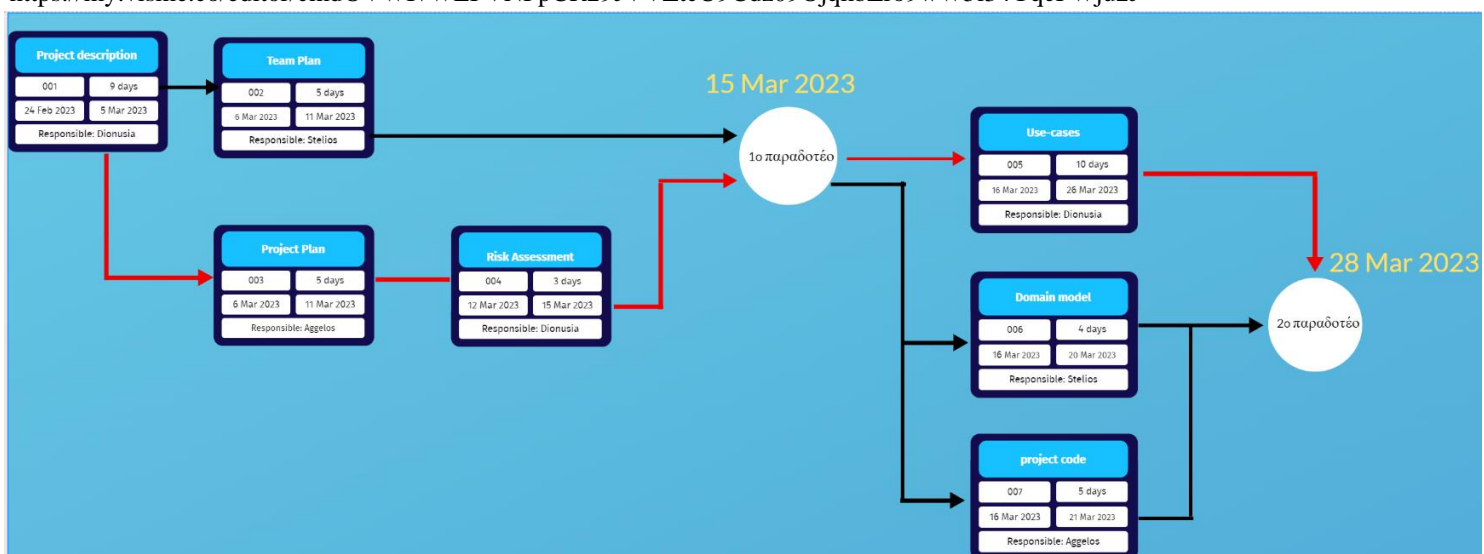 Project description
001
9 days
24 Feb 2023
5 Mar 2023
Responsible: Dionusia
Team Plan
002
5 days
6 Mar 2023
11 Mar 2023
Responsible: Stelios
Project Plan
003
5 days
6 Mar 2023
11 Mar 2023
Responsible: Aggelos
Risk Assessment
004
3 days
12 Mar 2023
15 Mar 2023
Responsible: Dionusia
15 Mar 2023
1ο παραδοτέο
Use-cases
005
10 days
16 Mar 2023
26 Mar 2023
Responsible: Dionusia
Domain model
006
4 days
16 Mar 2023
20 Mar 2023
Responsible: Stelios
project code
007
5 days
16 Mar 2023
21 Mar 2023
Responsible: Aggelos
28 Mar 2023
2ο παραδοτέο